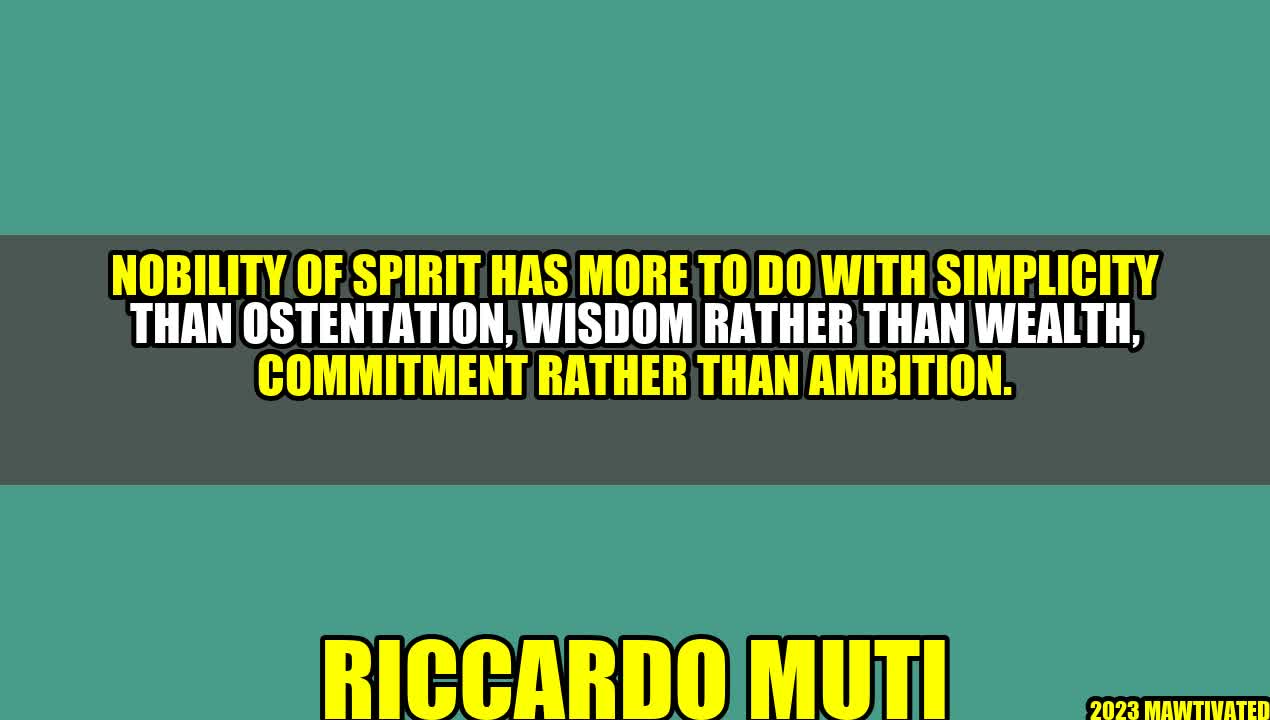 NOBILITY OF SPIRIT HAS MORE TO DO WITH SIMPLICITY
THAN OSTENTATION, WISDOM RATHER THAN WEALTH,
COMMITMENT RATHER THAN AMBITION.
RICCARDO MUTI
2023 MAWTIVATED